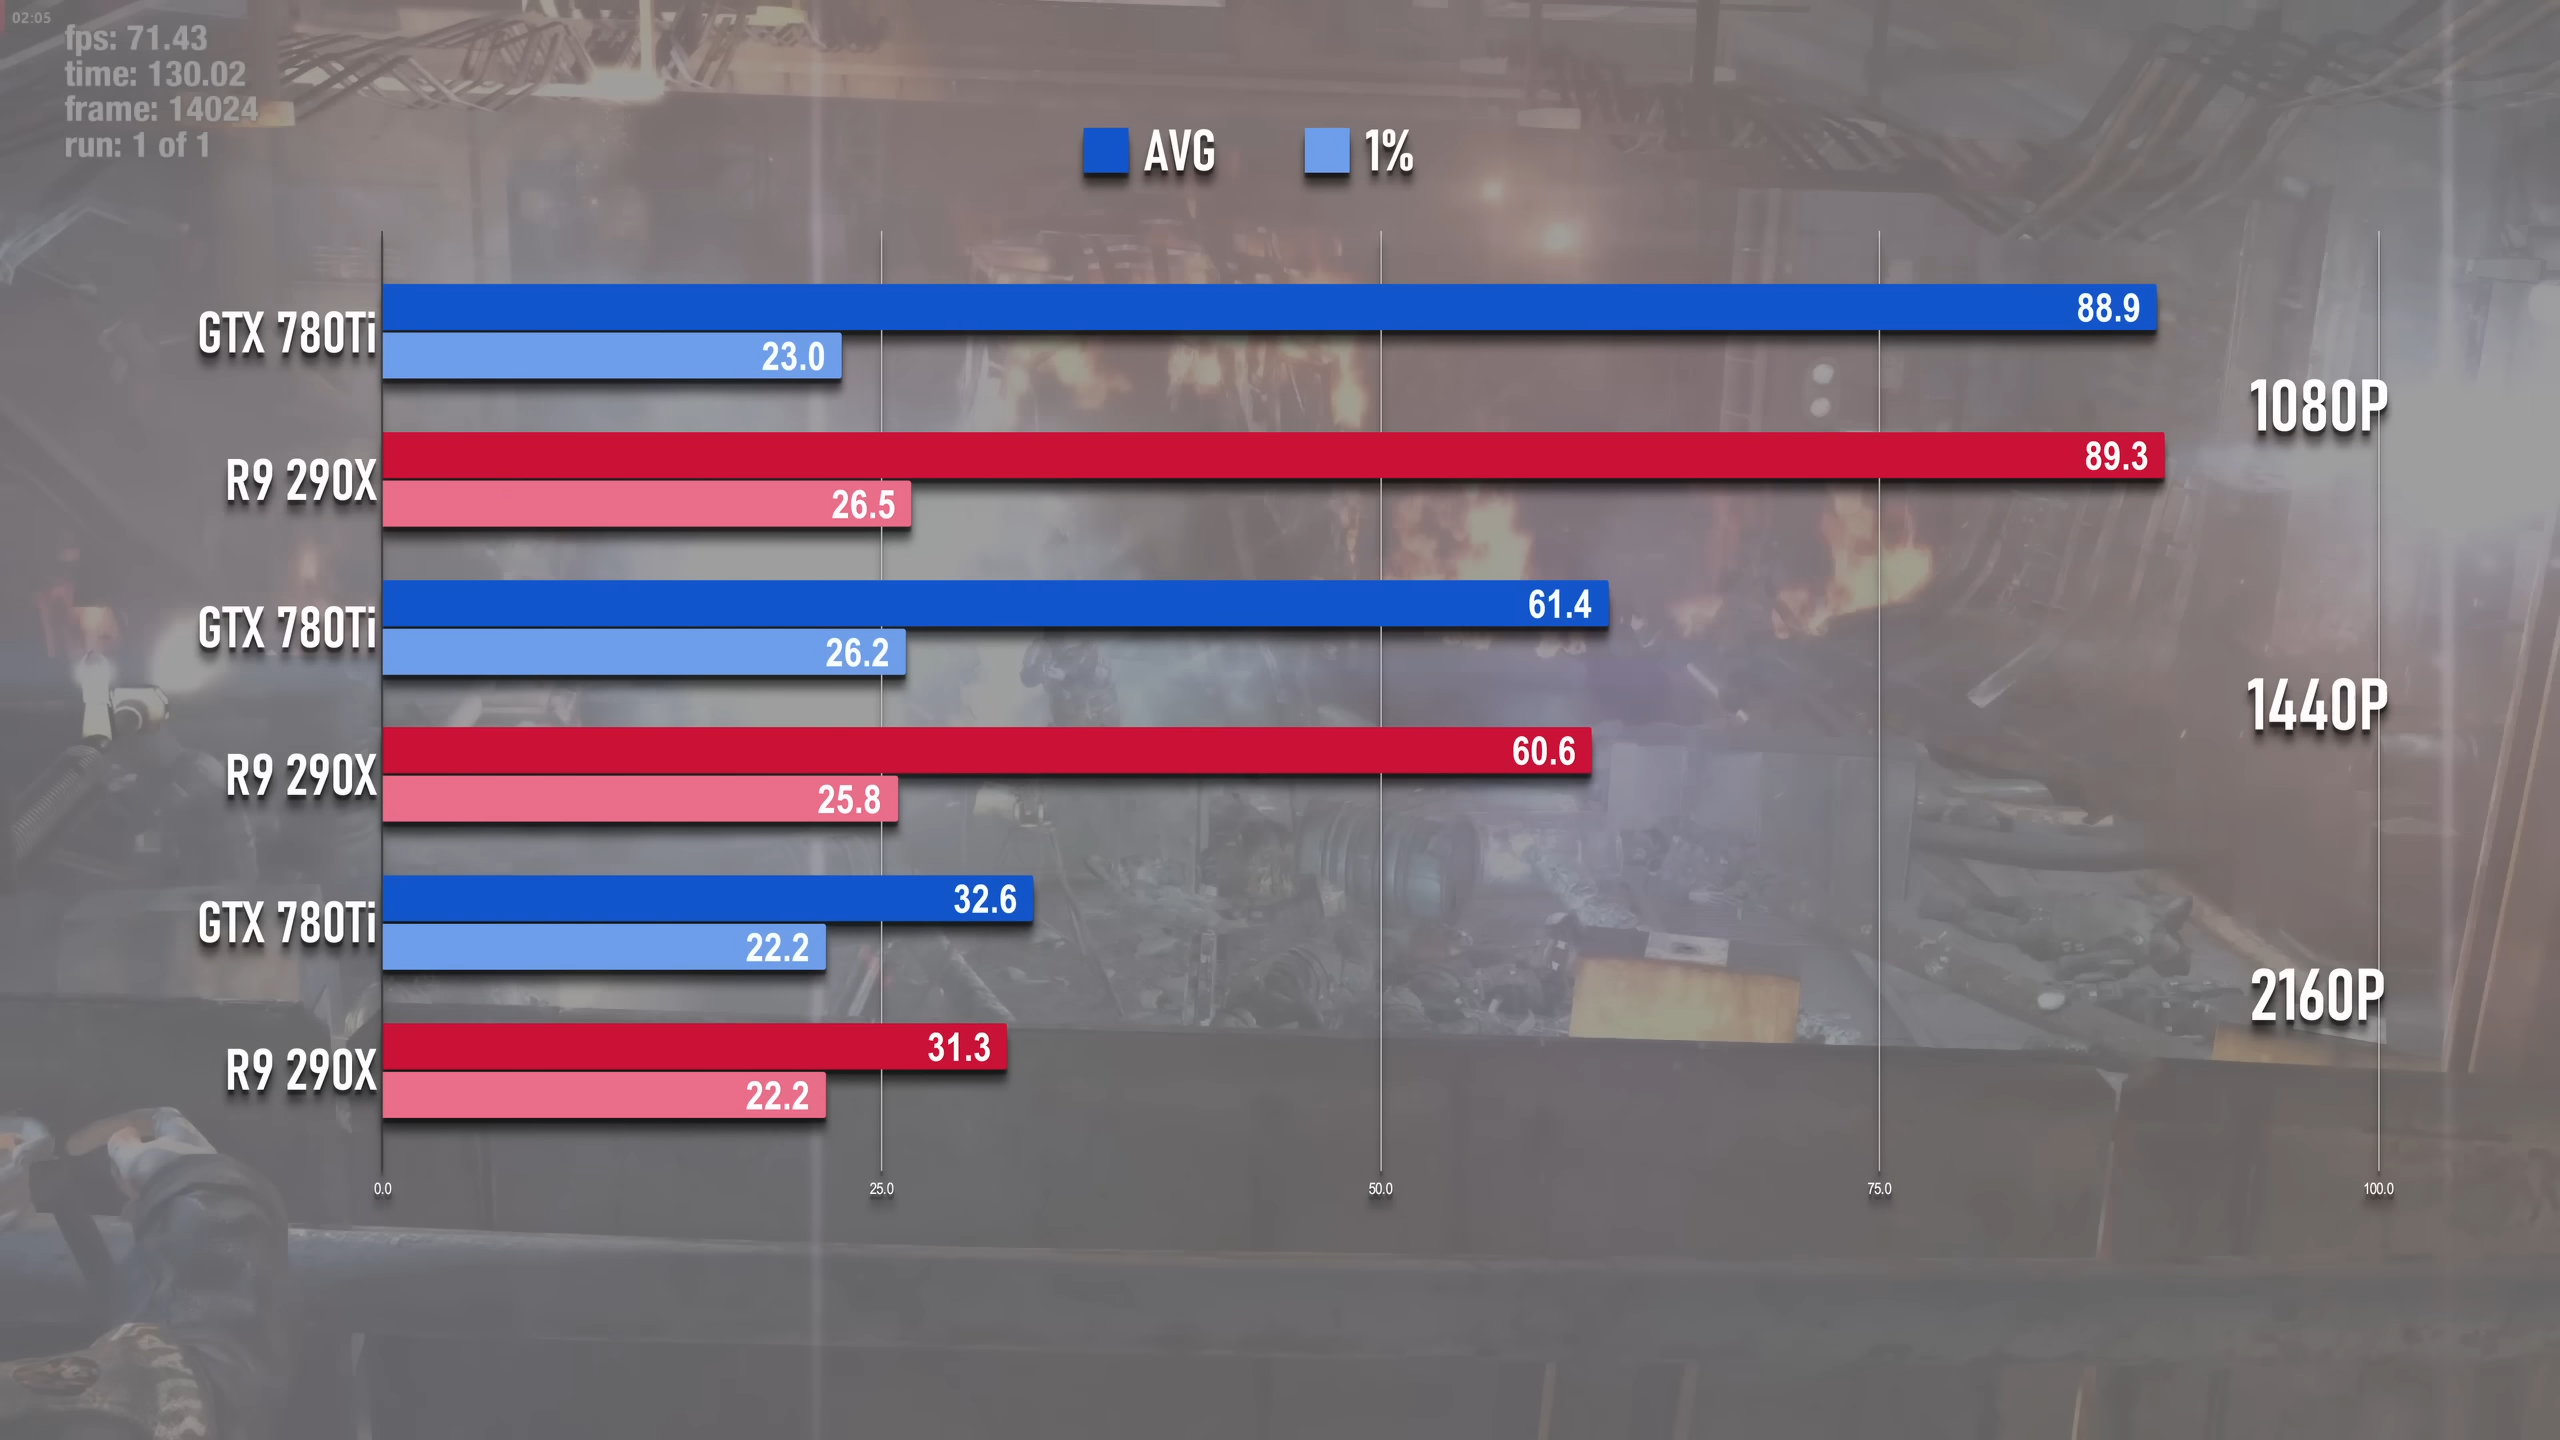 02:05
fps: 71.43
time: 130.02
frame: 14024
run: 1 of 1
AVG 1%
GTX 780Ti 88.9
23.0
1080P
R9 290X 89.3
26.5
GTX 780Ti 61.4
26.2
1440P
R9 290X 60.6
25.8
GTX 780Ti 32.6
22.2
2160P
R9 290X 31.3
22.2
0.0 25.0 50.0 75.0 100.0